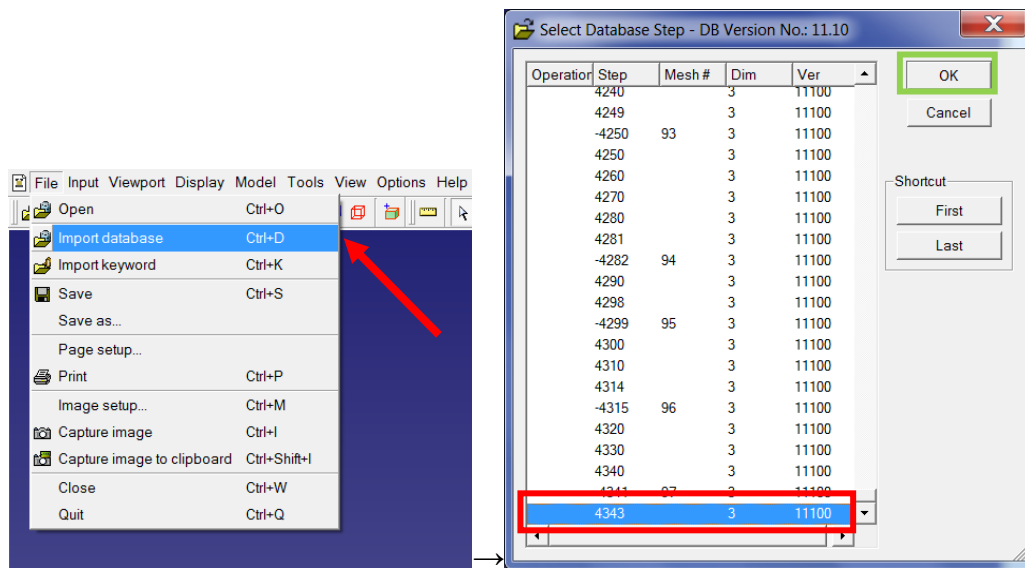 File Input Viewport Display Model Tools View Options Help
Open Ctrl+O
Import database Ctrl+D
Import keyword Ctrl+K
Save Ctrl+S
Save as...
Page setup...
Print Ctrl+P
Image setup... Ctrl+M
Capture image Ctrl+I
Capture image to clipboard Ctrl+Shift+I
Close Ctrl+W
Quit Ctrl+Q
→
Select Database Step - DB Version No.: 11.10
Operation Step Mesh # Dim Ver
4240 3 11100
4249 3 11100
-4250 93 3 11100
4250 3 11100
4260 3 11100
4270 3 11100
4280 3 11100
4281 3 11100
-4282 94 3 11100
4290 3 11100
4298 3 11100
-4299 95 3 11100
4300 3 11100
4310 3 11100
4314 3 11100
-4315 96 3 11100
4320 3 11100
4330 3 11100
4340 3 11100
-4341 97 3 11100
4343 3 11100
OK
Cancel
Shortcut
First
Last